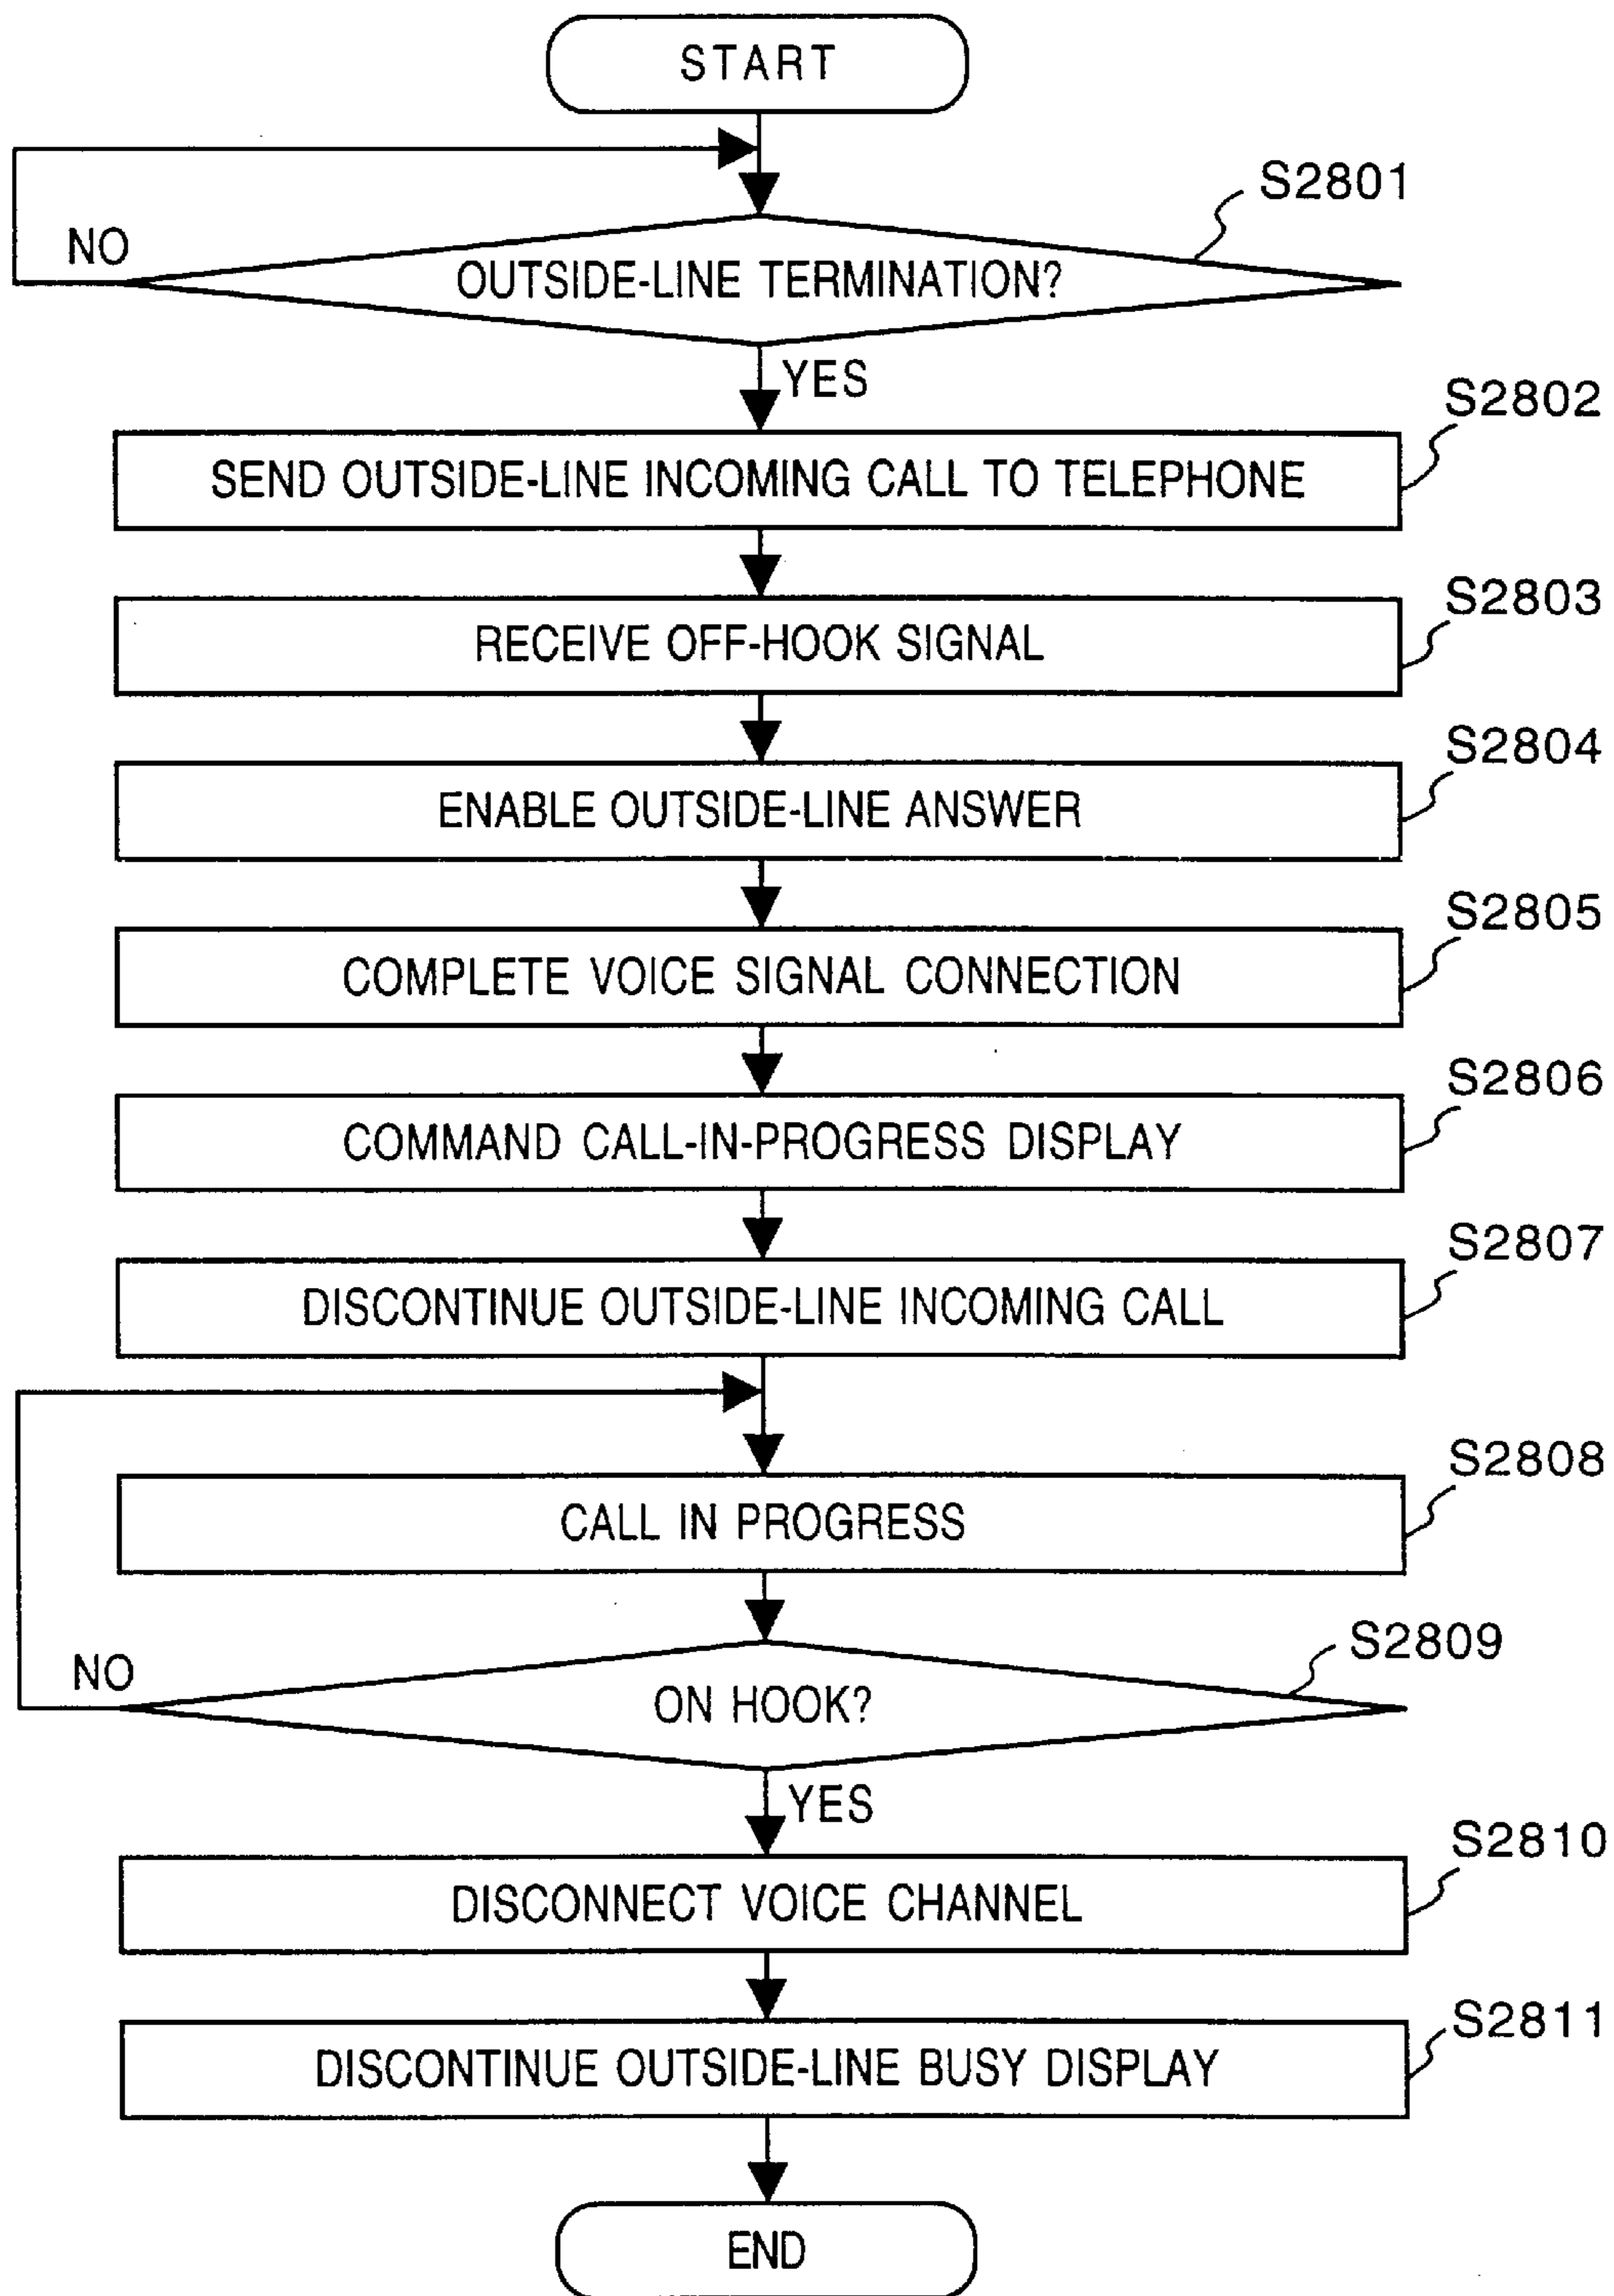 START
S2801
NO
OUTSIDE-LINE TERMINATION?
YES
S2802
SEND OUTSIDE-LINE INCOMING CALL TO TELEPHONE
S2803
RECEIVE OFF-HOOK SIGNAL
S2804
ENABLE OUTSIDE-LINE ANSWER
S2805
COMPLETE VOICE SIGNAL CONNECTION
S2806
COMMAND CALL-IN-PROGRESS DISPLAY
S2807
DISCONTINUE OUTSIDE-LINE INCOMING CALL
S2808
CALL IN PROGRESS
S2809
NO
ON HOOK?
YES
S2810
DISCONNECT VOICE CHANNEL
S2811
DISCONTINUE OUTSIDE-LINE BUSY DISPLAY
END